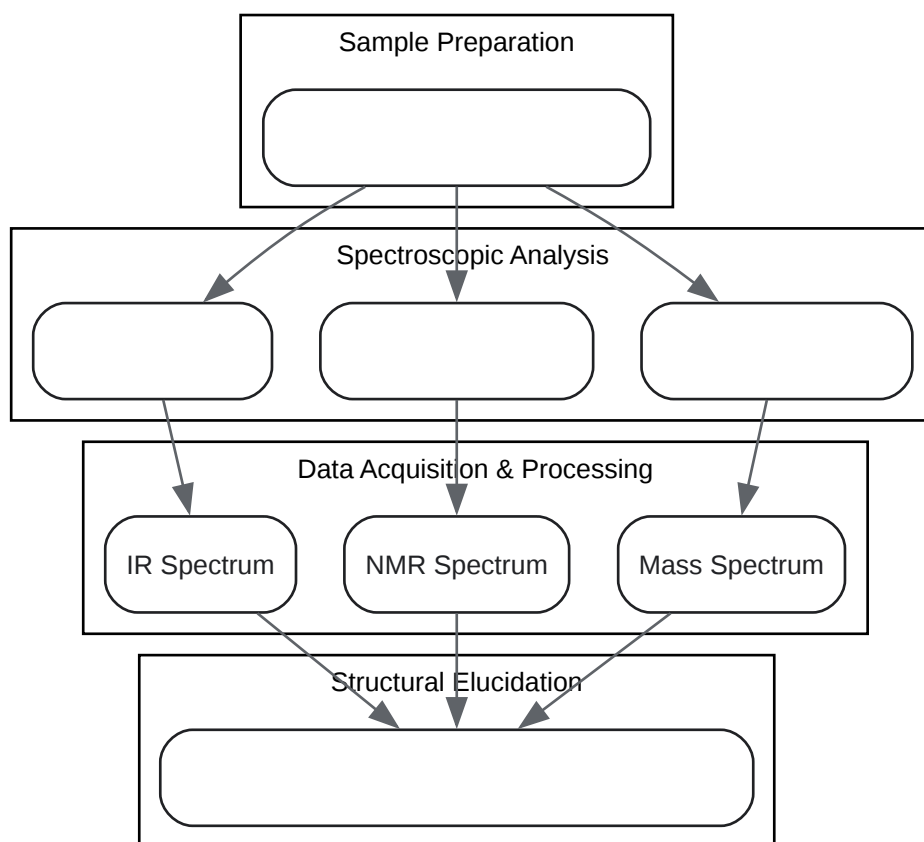 Sample Preparation
Spectroscopic Analysis
Data Acquisition & Processing
IR Spectrum
NMR Spectrum
Mass Spectrum
Structural Elucidation